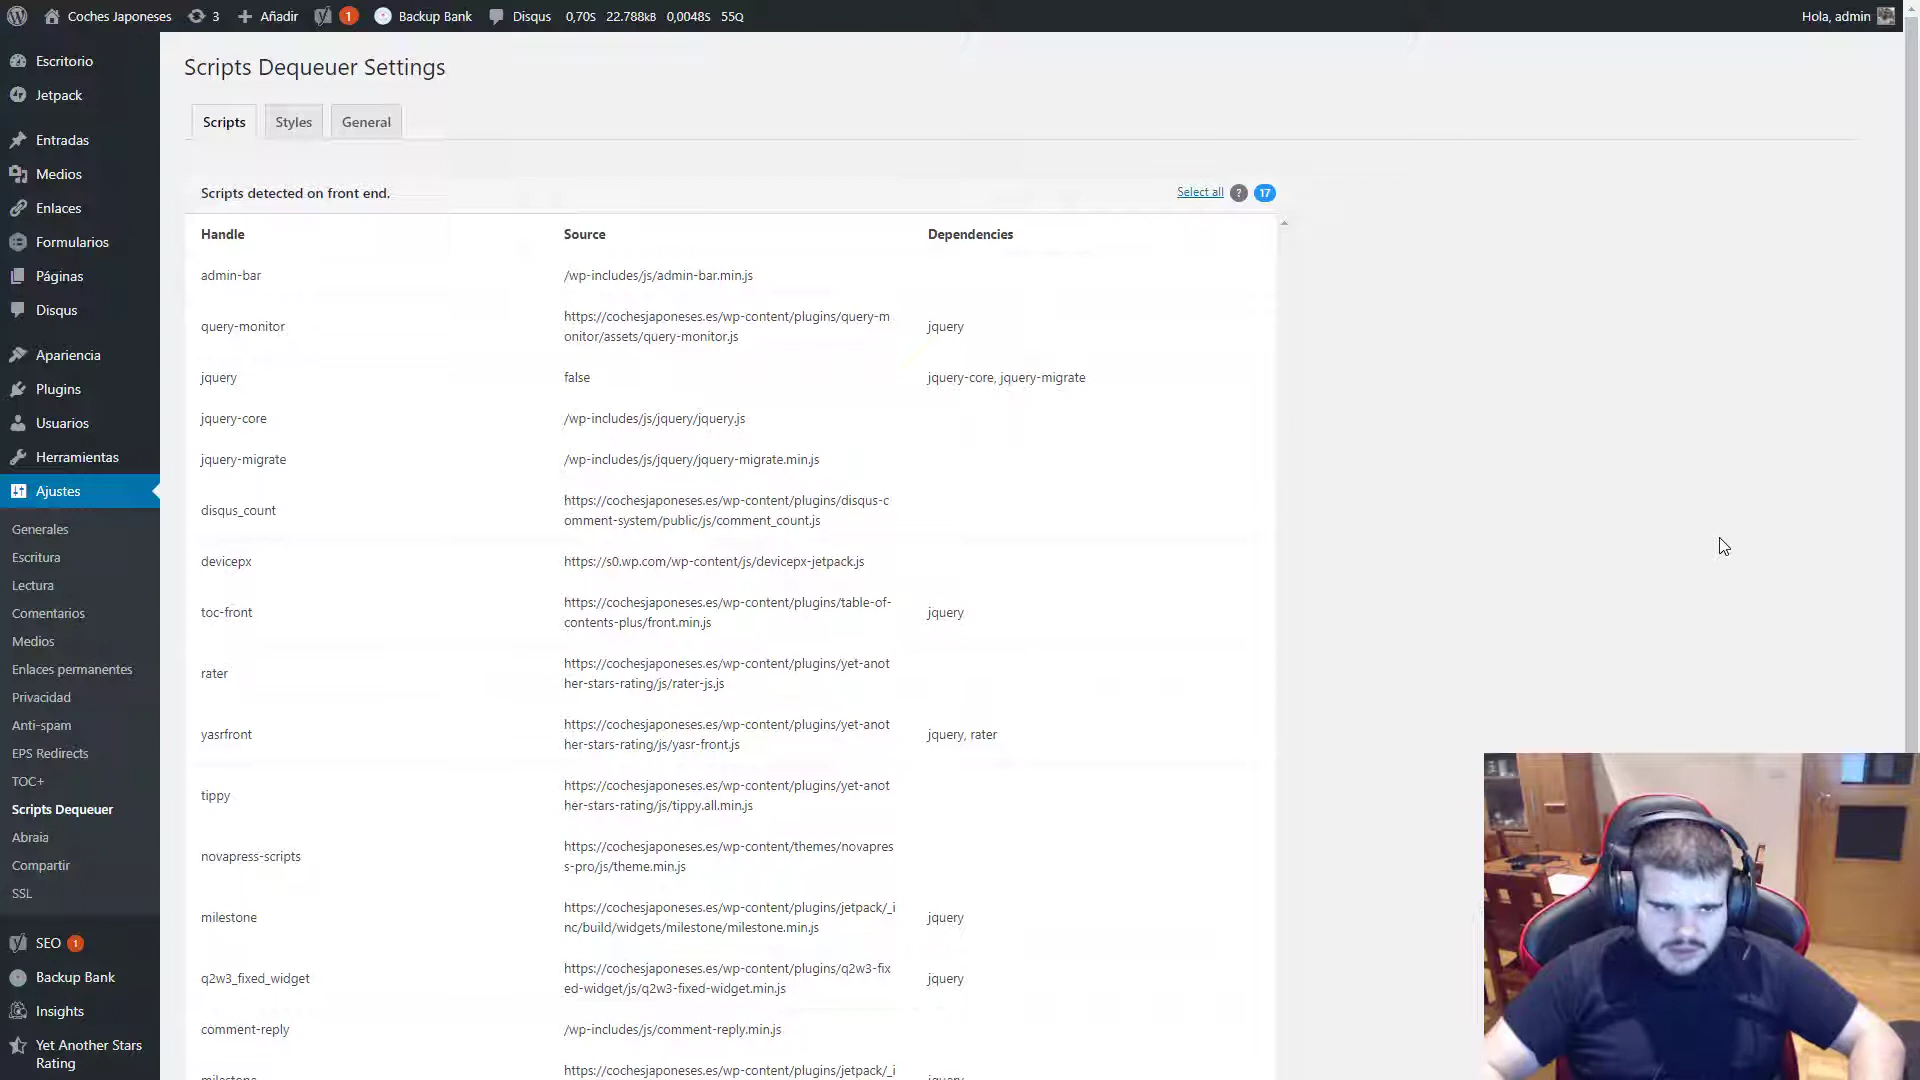 Coches Japoneses 3 Añadir 1 Backup Bank Disqus 0,70S 22.788KB 0,0048S 55Q Hola, admin
Escritorio
Jetpack
Entradas
Medios
Enlaces
Formularios
Páginas
Disqus
Apariencia
Plugins
Usuarios
Herramientas
Ajustes
Generales
Escritura
Lectura
Comentarios
Medios
Enlaces permanentes
Privacidad
Anti-spam
EPS Redirects
TOC+
Scripts Dequeuer
Abraia
Compartir
SSL
SEO 1
Backup Bank
Insights
Yet Another Stars
Rating
Scripts Dequeuer Settings
Scripts Styles General
Scripts detected on front end. Select all ? 17
Handle Source Dependencies
admin-bar /wp-includes/js/admin-bar.min.js
query-monitor https://cochesjaponeses.es/wp-content/plugins/query-m
onitor/assets/query-monitor.js jquery
jquery false jquery-core, jquery-migrate
jquery-core /wp-includes/js/jquery/jquery.js
jquery-migrate /wp-includes/js/jquery/jquery-migrate.min.js
disqus_count https://cochesjaponeses.es/wp-content/plugins/disqus-c
omment-system/public/js/comment_count.js
devicepx https://s0.wp.com/wp-content/js/devicepx-jetpack.js
toc-front https://cochesjaponeses.es/wp-content/plugins/table-of-
contents-plus/front.min.js jquery
rater https://cochesjaponeses.es/wp-content/plugins/yet-anot
her-stars-rating/js/rater-js.js
yasrfront https://cochesjaponeses.es/wp-content/plugins/yet-anot
her-stars-rating/js/yasr-front.js jquery, rater
tippy https://cochesjaponeses.es/wp-content/plugins/yet-anot
her-stars-rating/js/tippy.all.min.js
novapress-scripts https://cochesjaponeses.es/wp-content/themes/novapres
s-pro/js/theme.min.js
milestone https://cochesjaponeses.es/wp-content/plugins/jetpack/_i
nc/build/widgets/milestone/milestone.min.js jquery
q2w3_fixed_widget https://cochesjaponeses.es/wp-content/plugins/q2w3-fix
ed-widget/js/q2w3-fixed-widget.min.js jquery
comment-reply /wp-includes/js/comment-reply.min.js
milestone https://cochesjaponeses.es/wp-content/plugins/jetpack/_i
jquery